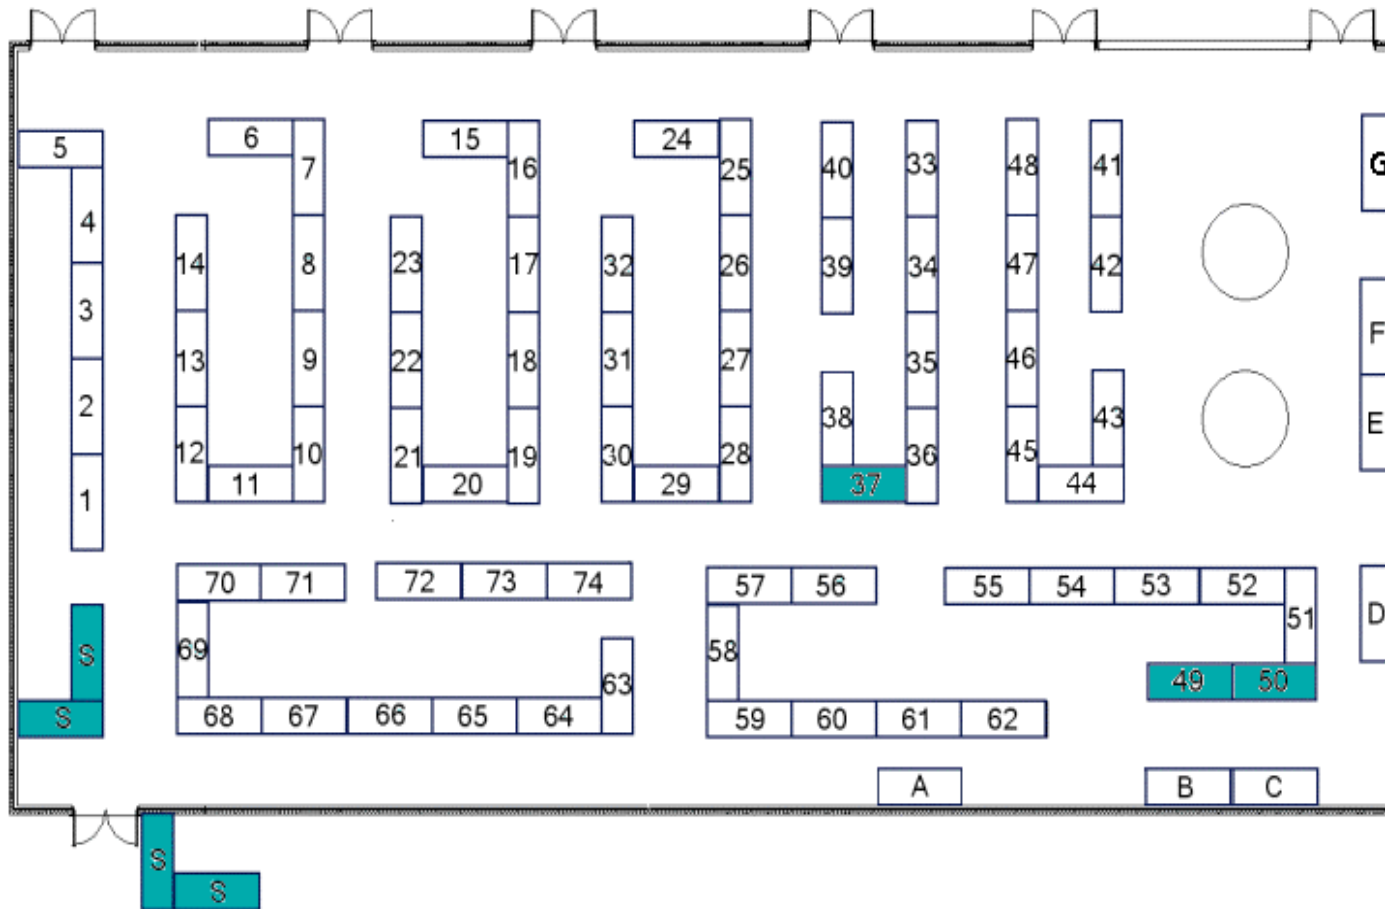 6 15 24
5 7 16 25 40 33 48 41 G
4
14 8 23 17 32 26 39 34 47 42
3 F
13 9 22 18 31 27 35 46
2 38 43 E
12 10 21 19 30 28 36 45
11 20 29 37 44
1
70 71 72 73 74 57 56 55 54 53 52
51 D
S 69 58
63 49 50
S 68 67 66 65 64 59 60 61 62
A B C
S
S